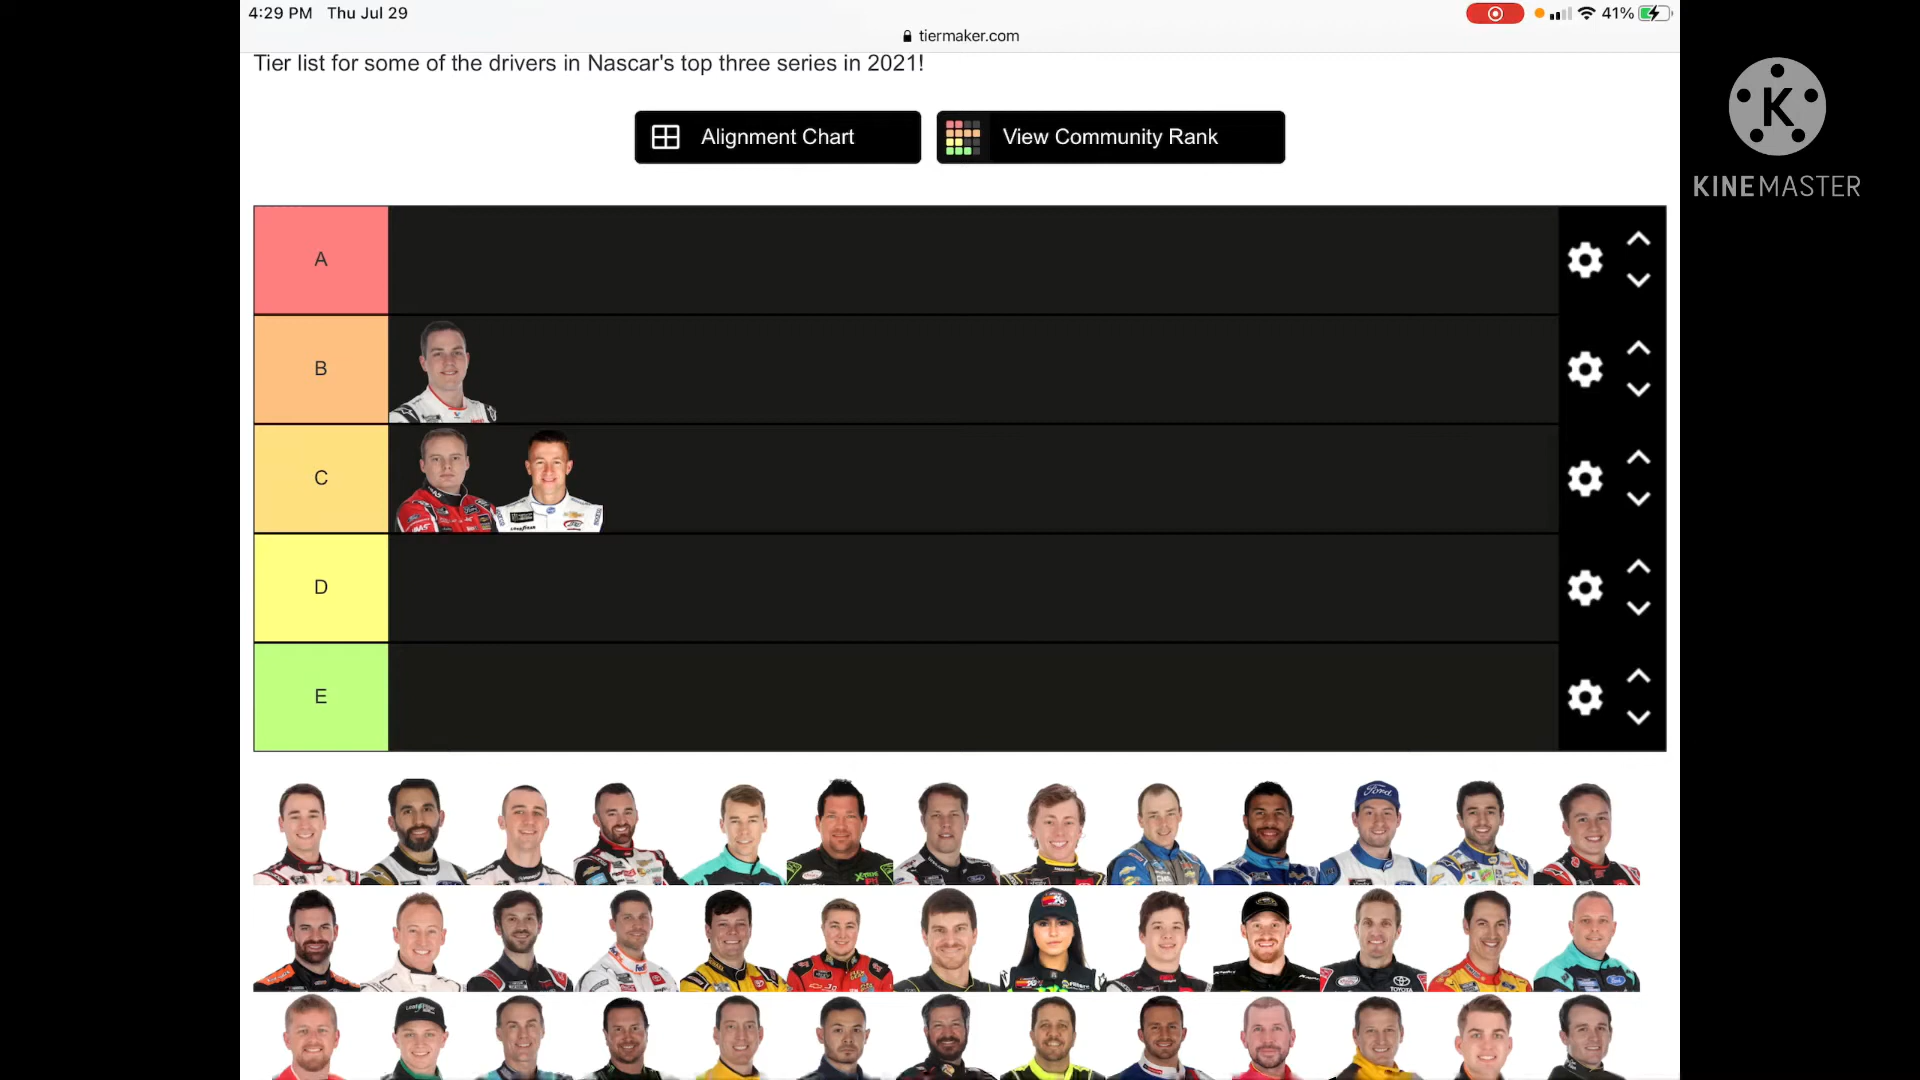 4:29 PM Thu Jul 29
41%
tiermaker.com
Tier list for some of the drivers in Nascar's top three series in 2021!
Alignment Chart
View Community Rank
K
KINEMASTER
A
B
C
D
E
Ford